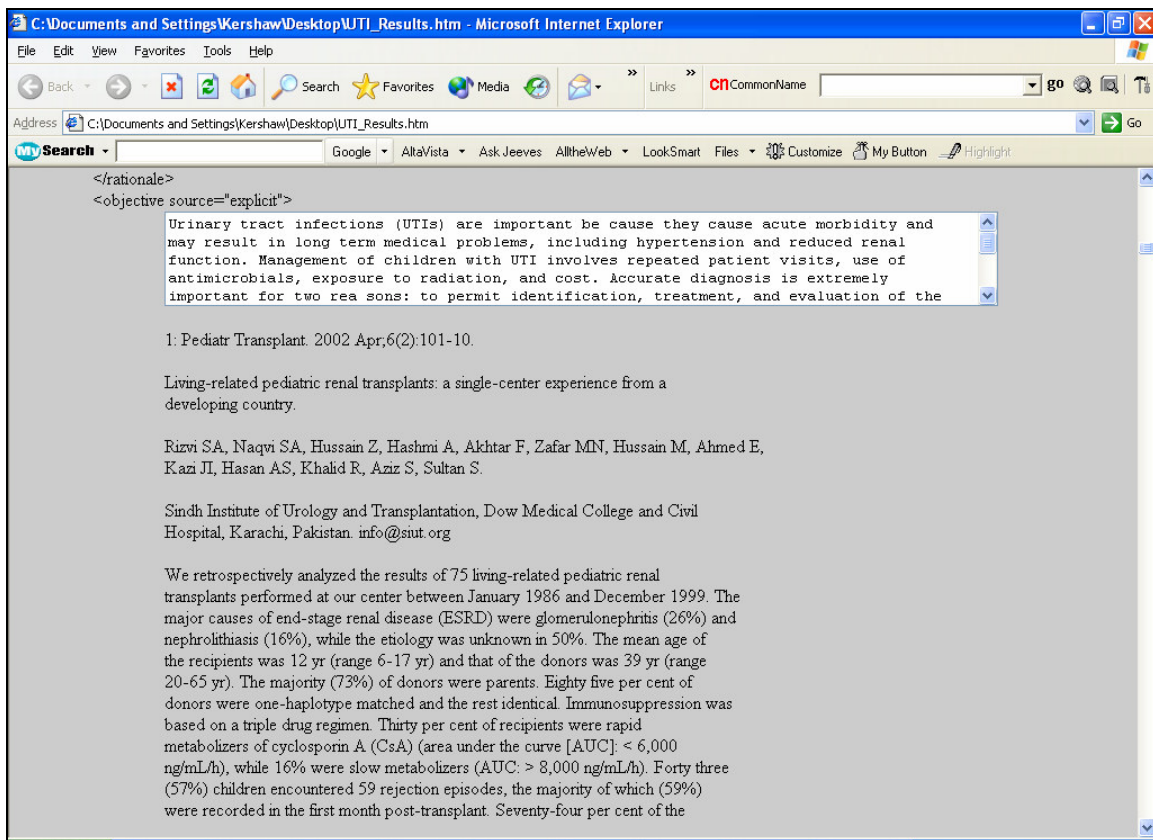 C:\Documents and Settings\Kershaw\Desktop\UTI_Results.htm - Microsoft Internet Explorer
File Edit View Favorites Tools Help
Back Search Favorites Media » Links » cn CommonName go
Address C:\Documents and Settings\Kershaw\Desktop\UTI_Results.htm Go
My Search Google AltaVista Ask Jeeves AlltheWeb LookSmart Files Customize My Button Highlight
</rationale>
<objective source="explicit">
Urinary tract infections (UTIs) are important be cause they cause acute morbidity and
may result in long term medical problems, including hypertension and reduced renal
function. Management of children with UTI involves repeated patient visits, use of
antimicrobials, exposure to radiation, and cost. Accurate diagnosis is extremely
important for two rea sons: to permit identification, treatment, and evaluation of the
1: Pediatr Transplant. 2002 Apr;6(2):101-10.
Living-related pediatric renal transplants: a single-center experience from a
developing country.
Rizvi SA, Naqvi SA, Hussain Z, Hashmi A, Akhtar F, Zafar MN, Hussain M, Ahmed E,
Kazi JI, Hasan AS, Khalid R, Aziz S, Sultan S.
Sindh Institute of Urology and Transplantation, Dow Medical College and Civil
Hospital, Karachi, Pakistan. info@siut.org
We retrospectively analyzed the results of 75 living-related pediatric renal
transplants performed at our center between January 1986 and December 1999. The
major causes of end-stage renal disease (ESRD) were glomerulonephritis (26%) and
nephrolithiasis (16%), while the etiology was unknown in 50%. The mean age of
the recipients was 12 yr (range 6-17 yr) and that of the donors was 39 yr (range
20-65 yr). The majority (73%) of donors were parents. Eighty five per cent of
donors were one-haplotype matched and the rest identical. Immunosuppression was
based on a triple drug regimen. Thirty per cent of recipients were rapid
metabolizers of cyclosporin A (CsA) (area under the curve [AUC]: < 6,000
ng/mL/h), while 16% were slow metabolizers (AUC: > 8,000 ng/mL/h). Forty three
(57%) children encountered 59 rejection episodes, the majority of which (59%)
were recorded in the first month post-transplant. Seventy-four per cent of the